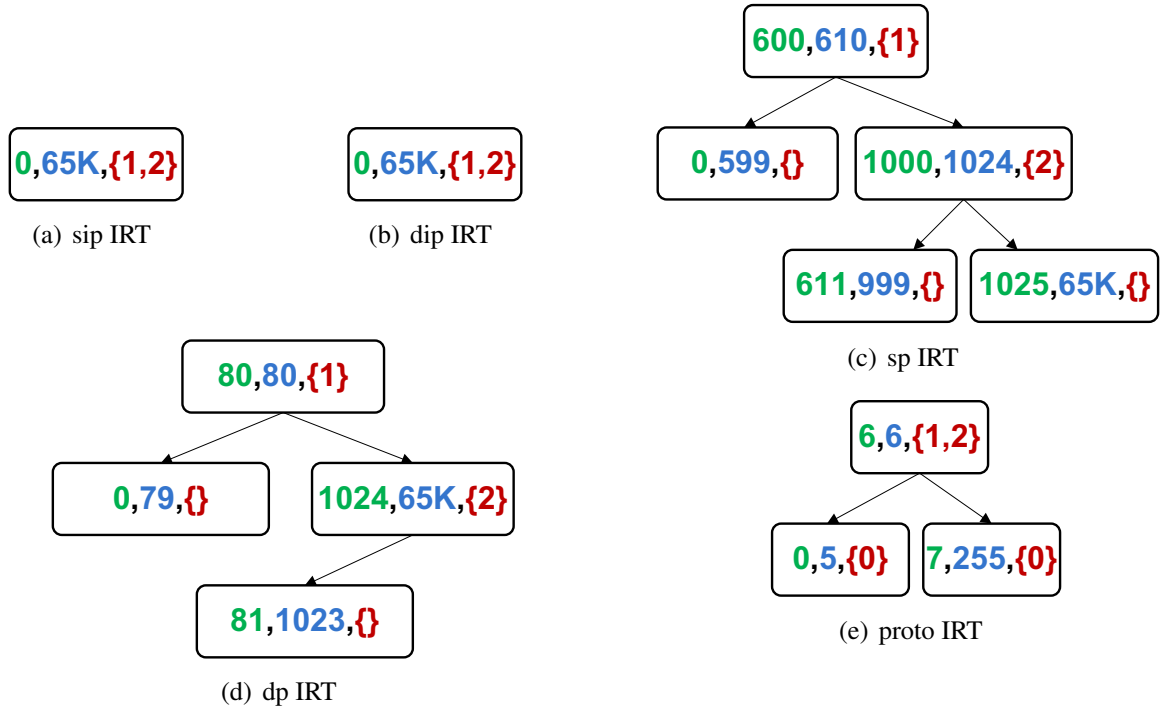 0,65K,{1,2}
(a) sip IRT
0,65K,{1,2}
(b) dip IRT
600,610,{1}
0,599,{}
1000,1024,{2}
611,999,{}
1025,65K,{}
(c) sp IRT
80,80,{1}
0,79,{}
1024,65K,{2}
81,1023,{}
(d) dp IRT
6,6,{1,2}
0,5,{0}
7,255,{0}
(e) proto IRT